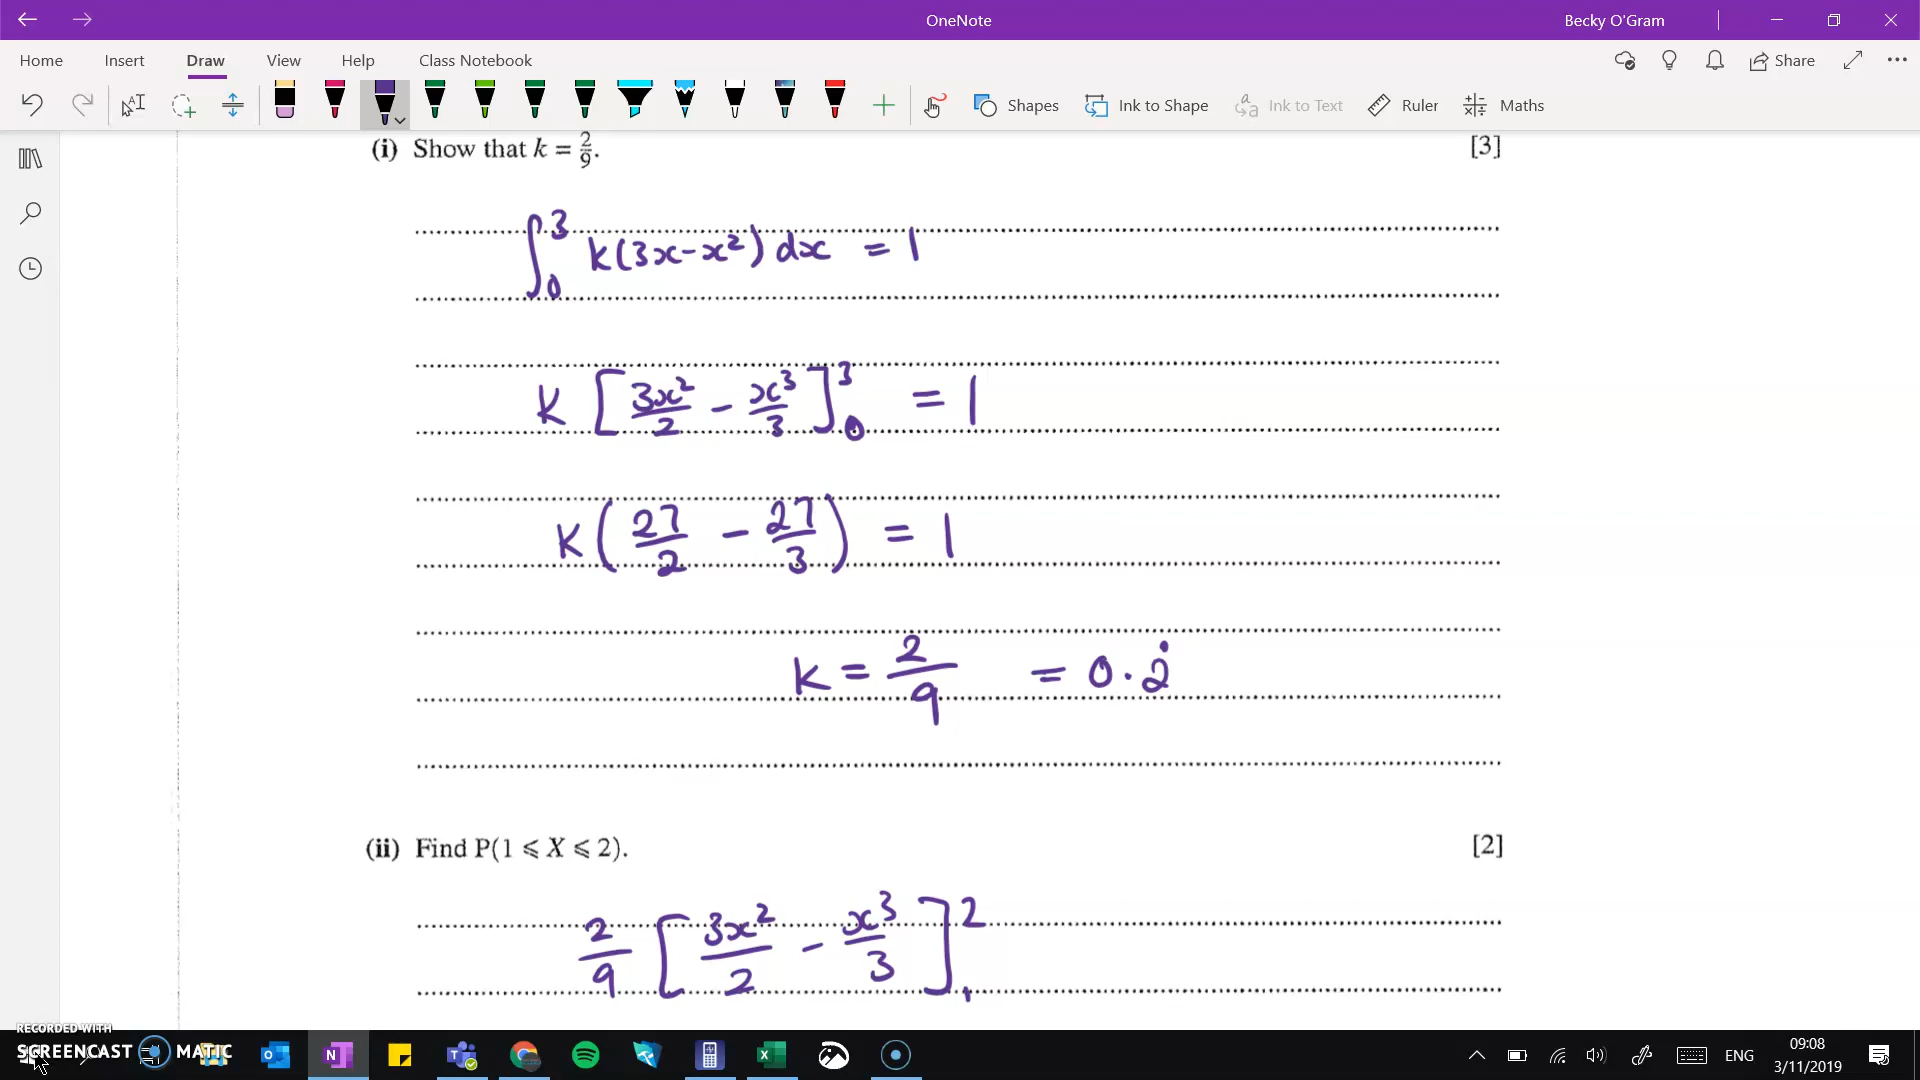 OneNote
Becky O'Gram
Home Insert Draw View Help Class Notebook
Share
Shapes Ink to Shape Ink to Text Ruler Maths
(i) Show that k = 2/9. [3]
∫₀³ k(3x-x²) dx = 1
k [3x²/2 - x³/3]₀³ = 1
k(27/2 - 27/3) = 1
k = 2/9 = 0.2̇
(ii) Find P(1 ⩽ X ⩽ 2). [2]
2/9 [3x²/2 - x³/3]₁²
RECORDED WITH
SCREENCAST MATIC
ENG
09:08
3/11/2019